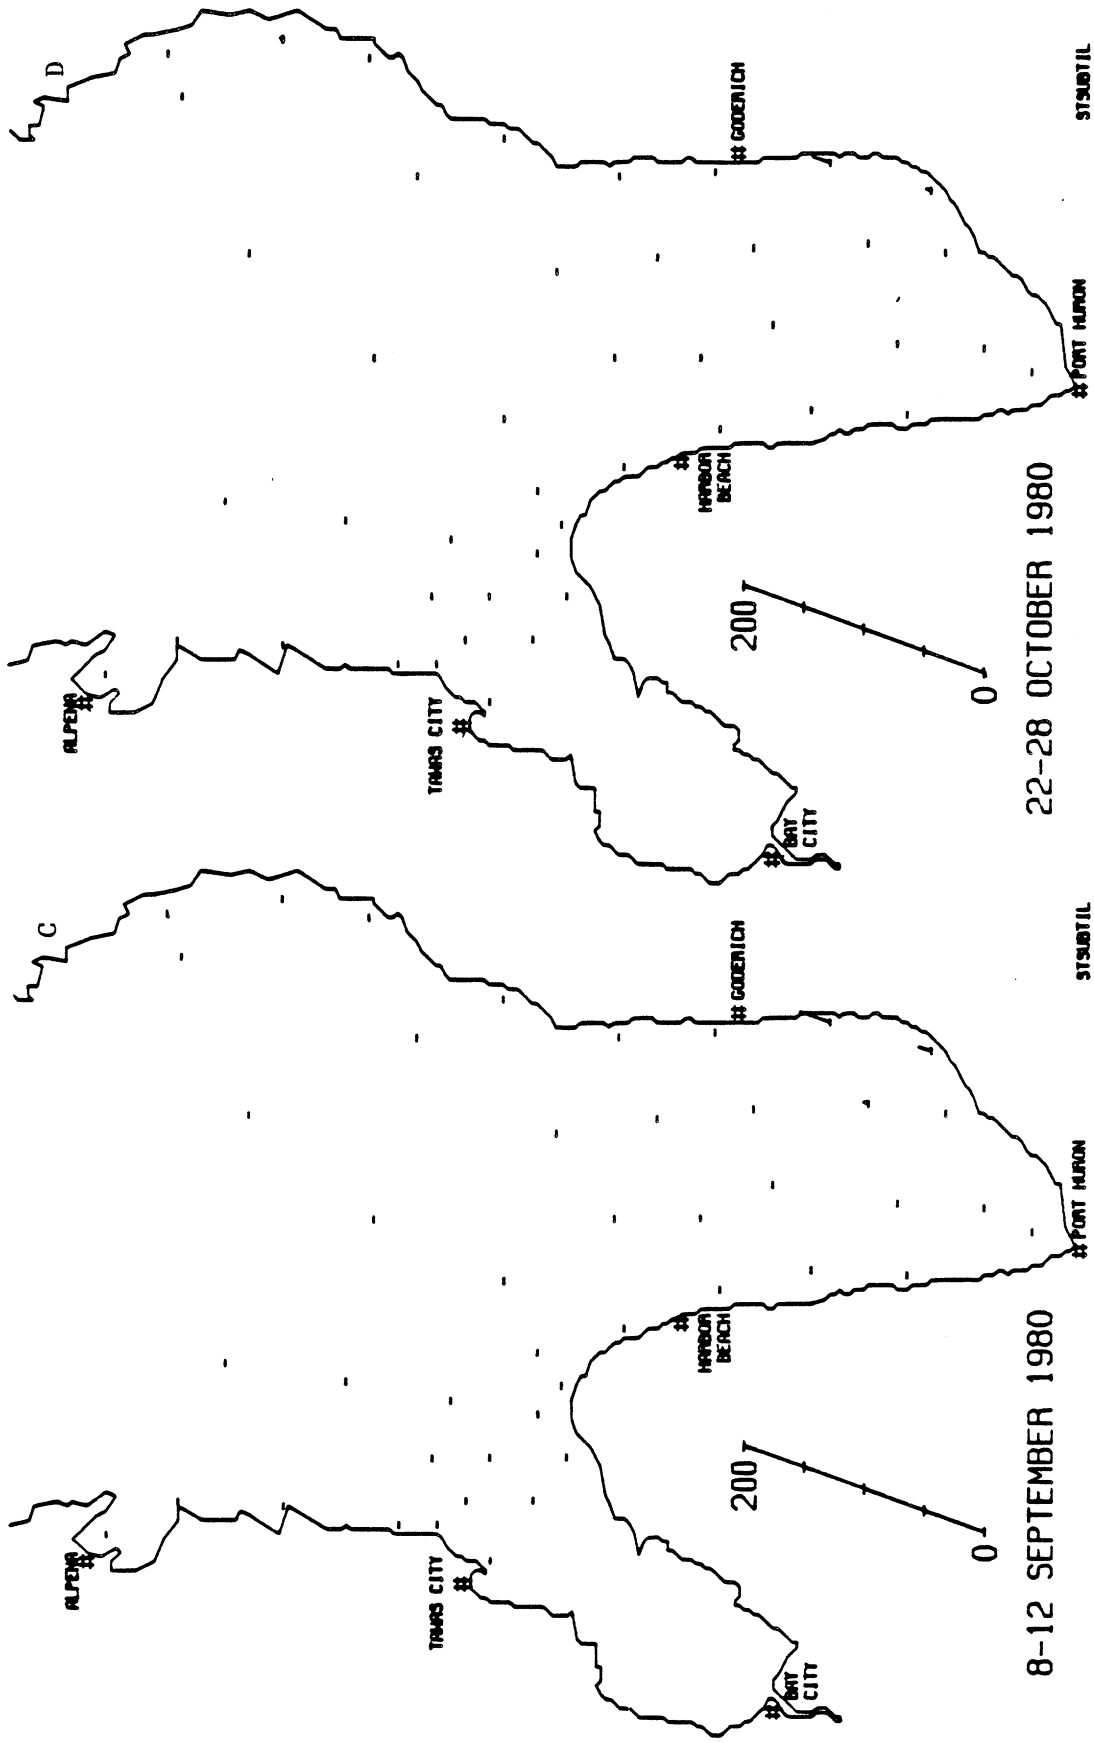 C
ALPENA
#
TAWAS CITY
#
# GODERICH
#
HARBOR
BEACH
#
BAY
CITY
# PORT HURON
200
0
8-12 SEPTEMBER 1980
STSUBTIL
D
ALPENA
#
TAWAS CITY
#
# GODERICH
#
HARBOR
BEACH
#
BAY
CITY
# PORT HURON
200
0
22-28 OCTOBER 1980
STSUBTIL